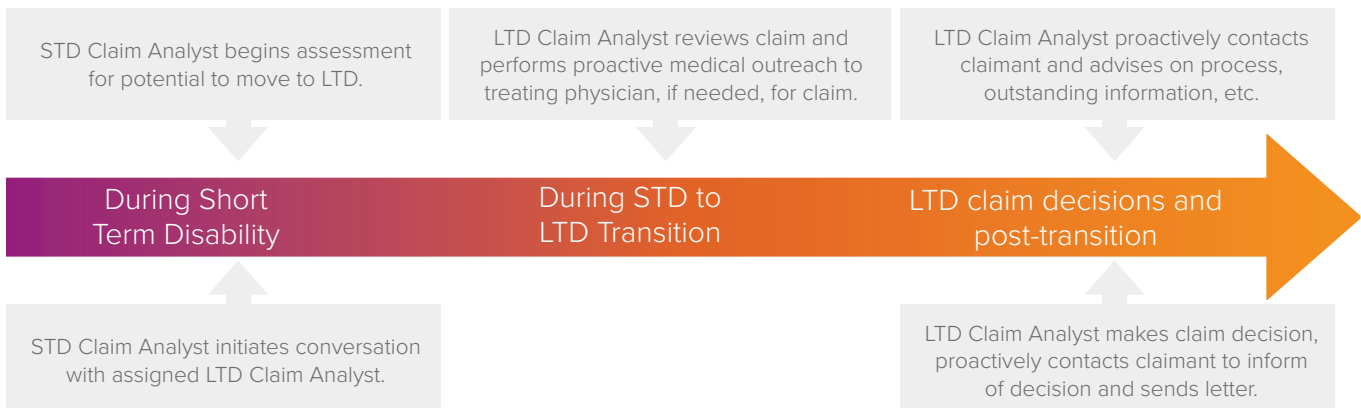 STD Claim Analyst begins assessment
for potential to move to LTD.
LTD Claim Analyst reviews claim and
performs proactive medical outreach to
treating physician, if needed, for claim.
LTD Claim Analyst proactively contacts
claimant and advises on process,
outstanding information, etc.
During Short
Term Disability
During STD to
LTD Transition
LTD claim decisions and
post-transition
STD Claim Analyst initiates conversation
with assigned LTD Claim Analyst.
LTD Claim Analyst makes claim decision,
proactively contacts claimant to inform
of decision and sends letter.